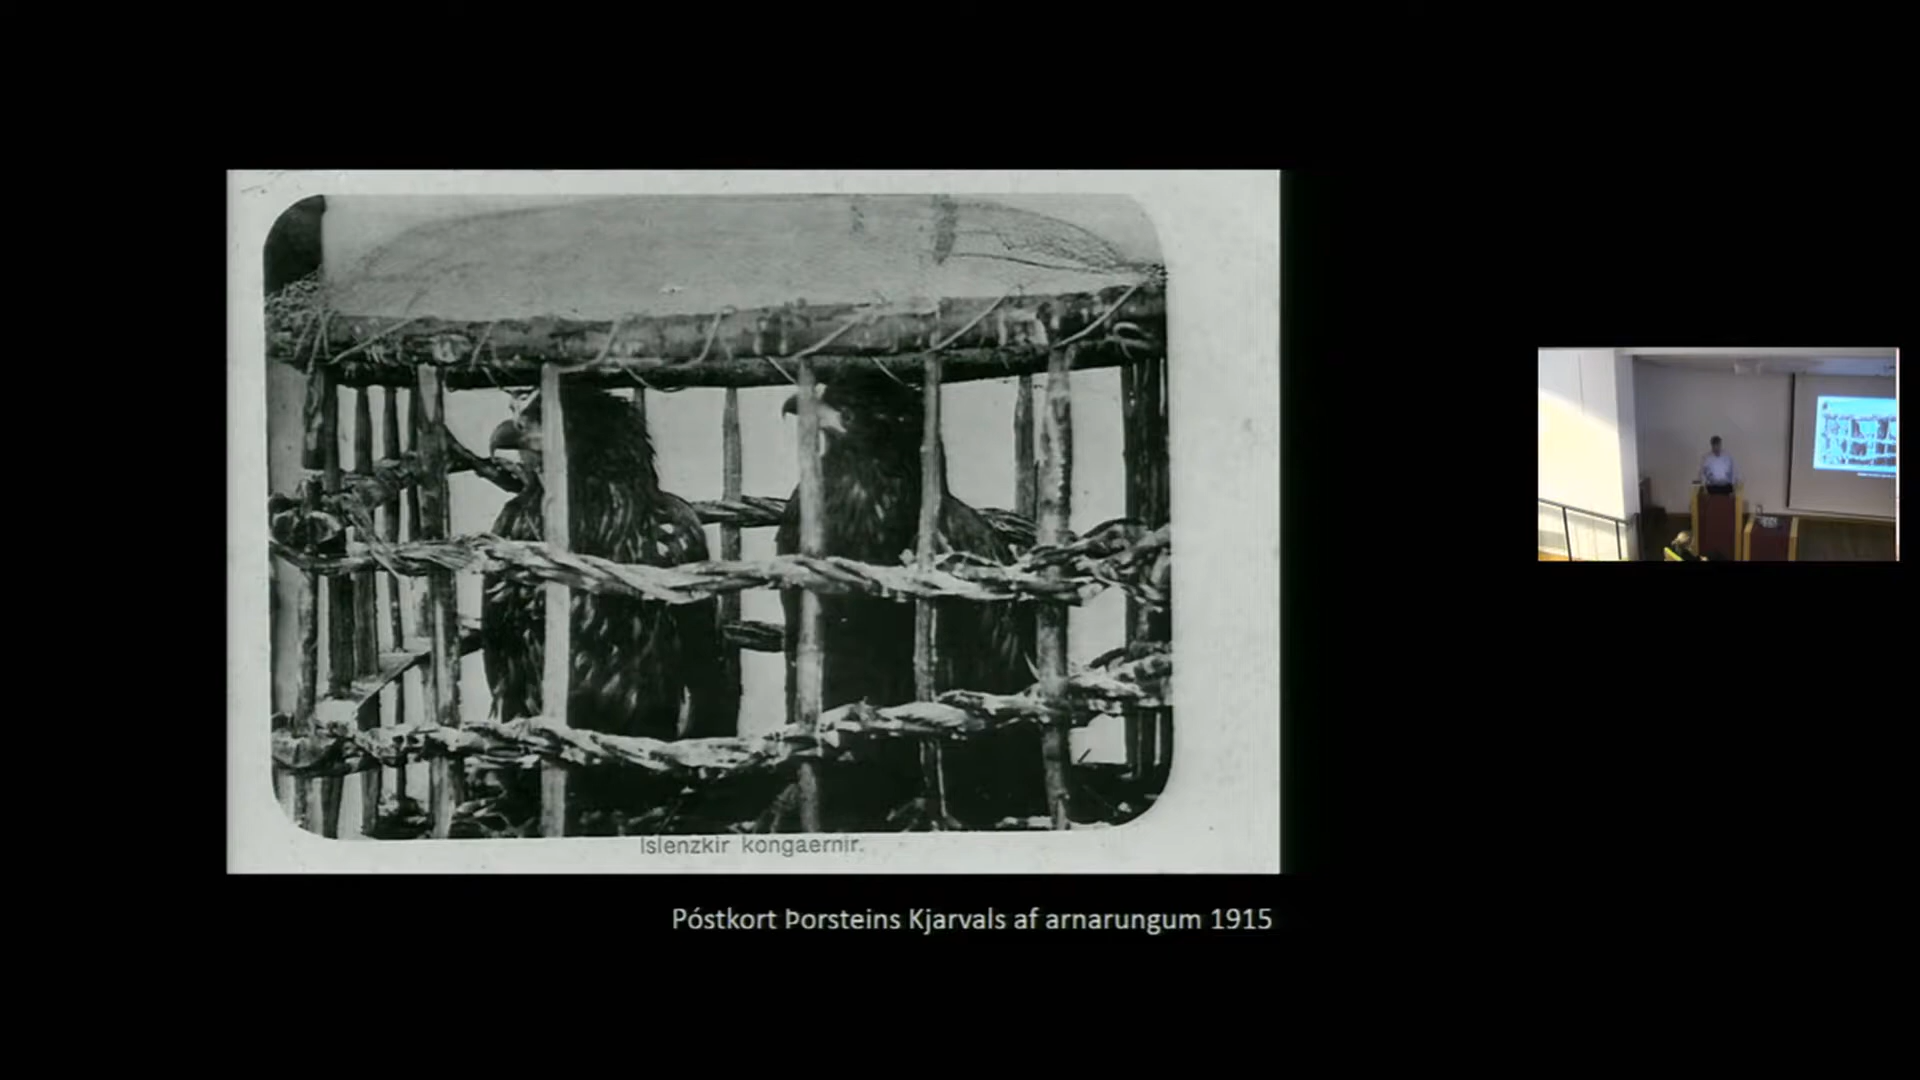 Islenzkir kongaernir.
Póstkort Þorsteins Kjarvals af arnarungum 1915